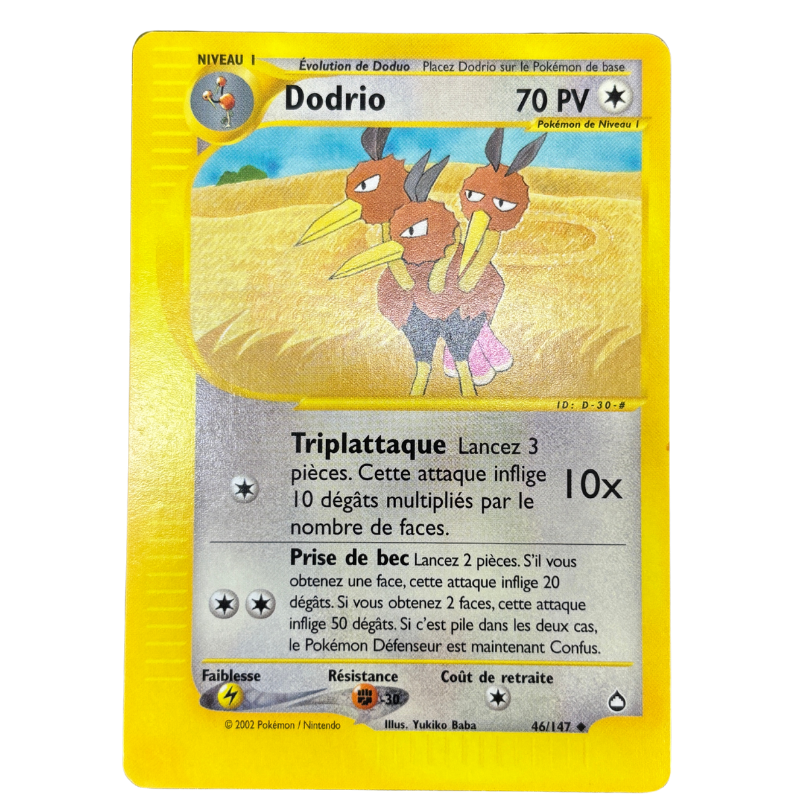 NIVEAU 1
Évolution de Doduo Placez Dodrio sur le Pokémon de base
Dodrio 70 PV
Pokémon de Niveau 1
ID: D-30-#
Triplattaque Lancez 3
pièces. Cette attaque inflige
10 dégâts multipliés par le
nombre de faces.
10x
Prise de bec Lancez 2 pièces. S'il vous
obtenez une face, cette attaque inflige 20
dégâts. Si vous obtenez 2 faces, cette attaque
inflige 50 dégâts. Si c'est pile dans les deux cas,
le Pokémon Défenseur est maintenant Confus.
Faiblesse Résistance Coût de retraite
-30
© 2002 Pokémon / Nintendo Illus. Yukiko Baba 46/147